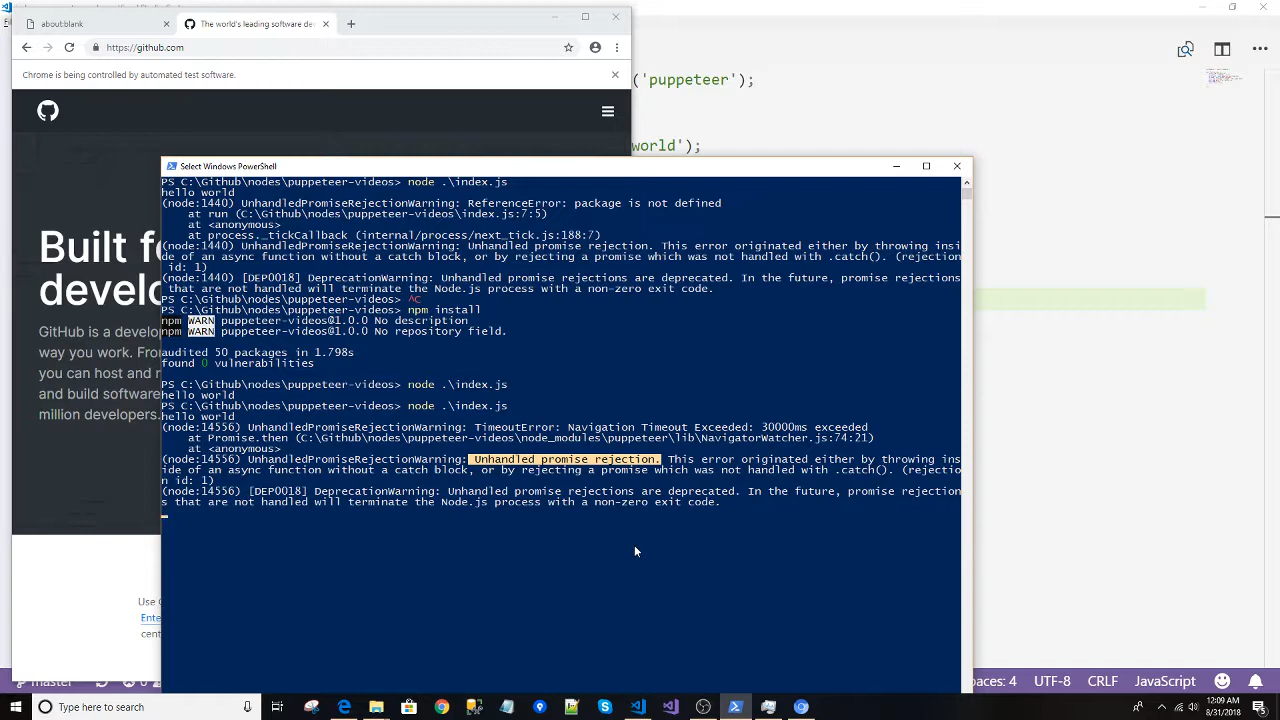 about:blank
The world's leading software de
https://github.com
Chrome is being controlled by automated test software.
('puppeteer');
world');
Built f
develo
GitHub is a develop
way you work. From
you can host and r
and build software
million developers.
Use G
Ente
cent
Select Windows PowerShell
PS C:\Github\nodes\puppeteer-videos> node .\index.js
hello world
(node:1440) UnhandledPromiseRejectionWarning: ReferenceError: package is not defined
at run (C:\Github\nodes\puppeteer-videos\index.js:7:5)
at <anonymous>
at process._tickCallback (internal/process/next_tick.js:188:7)
(node:1440) UnhandledPromiseRejectionWarning: Unhandled promise rejection. This error originated either by throwing insi
de of an async function without a catch block, or by rejecting a promise which was not handled with .catch(). (rejection
id: 1)
(node:1440) [DEP0018] DeprecationWarning: Unhandled promise rejections are deprecated. In the future, promise rejections
that are not handled will terminate the Node.js process with a non-zero exit code.
PS C:\Github\nodes\puppeteer-videos> ^C
PS C:\Github\nodes\puppeteer-videos> npm install
npm WARN puppeteer-videos@1.0.0 No description
npm WARN puppeteer-videos@1.0.0 No repository field.
audited 50 packages in 1.798s
found 0 vulnerabilities
PS C:\Github\nodes\puppeteer-videos> node .\index.js
hello world
PS C:\Github\nodes\puppeteer-videos> node .\index.js
hello world
(node:14556) UnhandledPromiseRejectionWarning: TimeoutError: Navigation Timeout Exceeded: 30000ms exceeded
at Promise.then (C:\Github\nodes\puppeteer-videos\node_modules\puppeteer\lib\NavigatorWatcher.js:74:21)
at <anonymous>
(node:14556) UnhandledPromiseRejectionWarning: Unhandled promise rejection. This error originated either by throwing ins
ide of an async function without a catch block, or by rejecting a promise which was not handled with .catch(). (rejectio
n id: 1)
(node:14556) [DEP0018] DeprecationWarning: Unhandled promise rejections are deprecated. In the future, promise rejection
s that are not handled will terminate the Node.js process with a non-zero exit code.
master
paces: 4 UTF-8 CRLF JavaScript
Type here to search
12:09 AM
8/31/2018